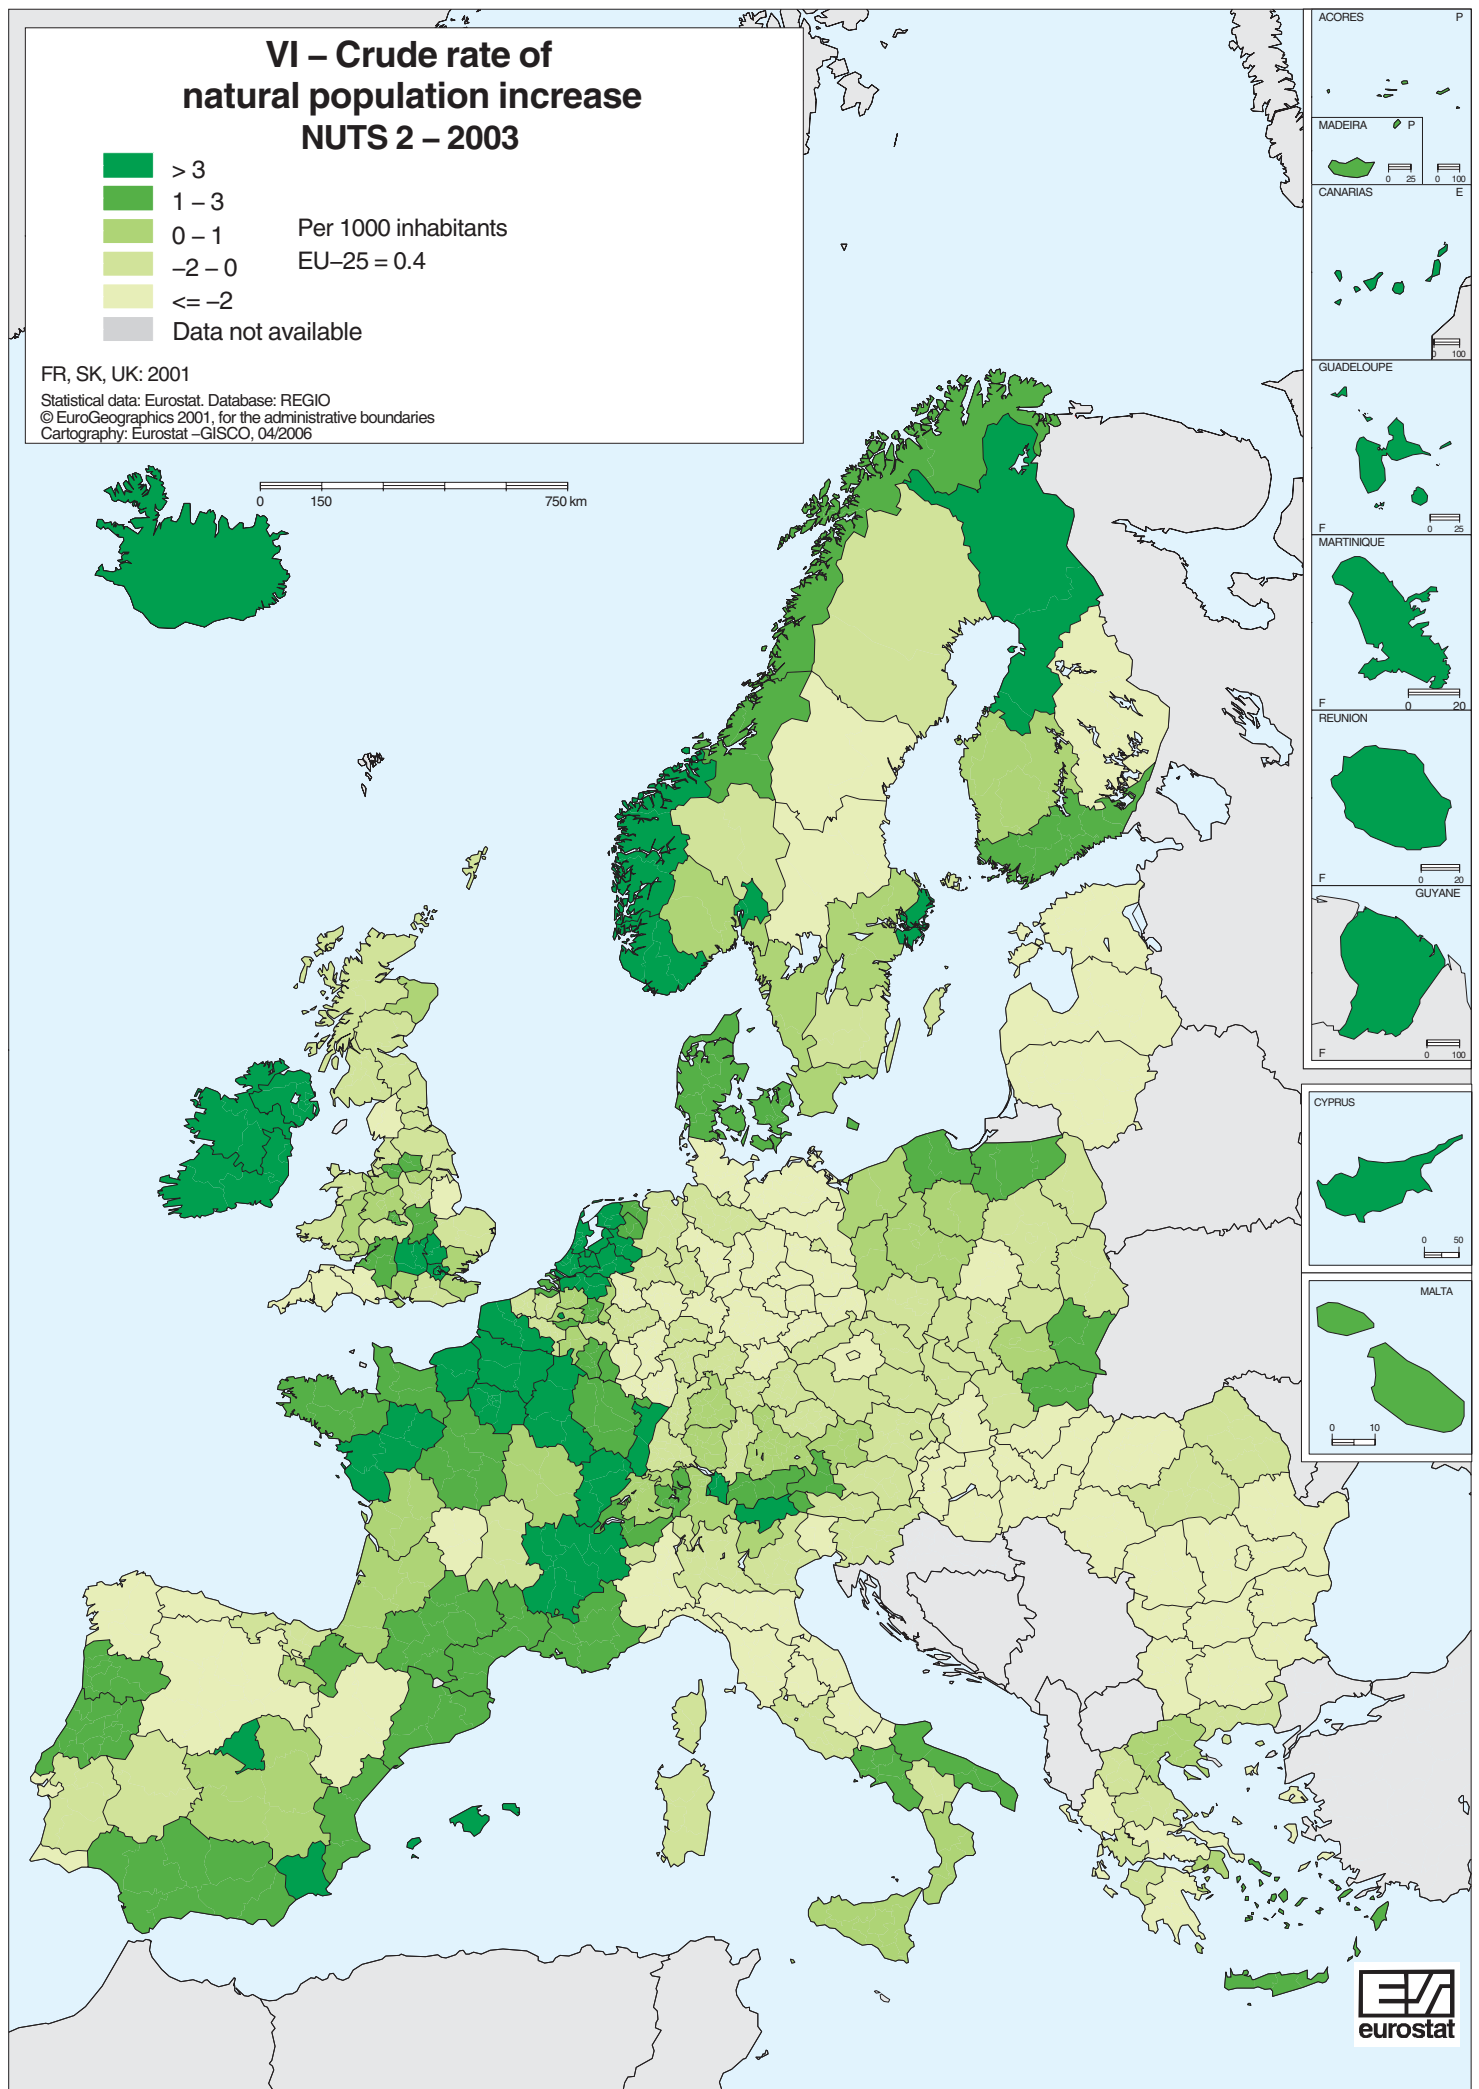 VI – Crude rate of
natural population increase
NUTS 2 – 2003
> 3
1 – 3
0 – 1
–2 – 0
<= –2
Data not available
Per 1000 inhabitants
EU–25 = 0.4
FR, SK, UK: 2001
Statistical data: Eurostat. Database: REGIO
© EuroGeographics 2001, for the administrative boundaries
Cartography: Eurostat –GISCO, 04/2006
0 150 750 km
ACORES P
MADEIRA P
0 25 0 100
CANARIAS E
0 100
GUADELOUPE
F 0 25
MARTINIQUE
F 0 20
REUNION
F 0 20
GUYANE
F 0 100
CYPRUS
0 50
MALTA
0 10
eurostat